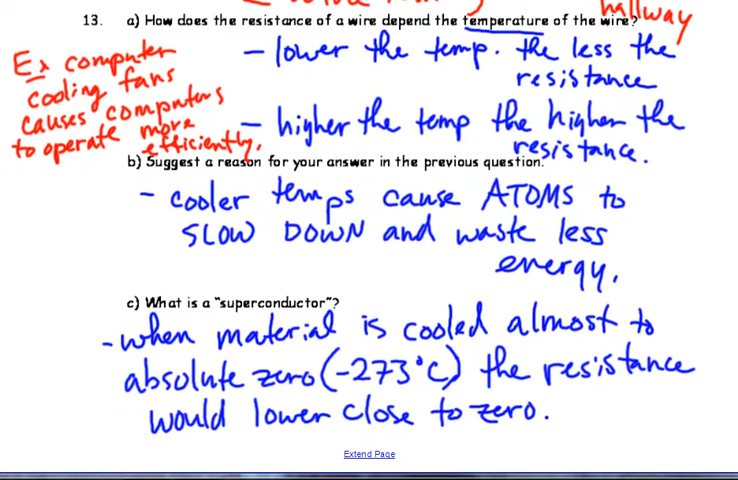 hallway
13. a) How does the resistance of a wire depend the temperature of the wire?
- lower the temp. the less the
resistance
Ex computer
cooling fans
causes computers
to operate more
efficiently.
- higher the temp the higher the
resistance.
b) Suggest a reason for your answer in the previous question.
- cooler temps cause ATOMS to
SLOW DOWN and waste less
energy.
c) What is a "superconductor"?
- when material is cooled almost to
absolute zero (-273°C) the resistance
would lower close to zero.
Extend Page